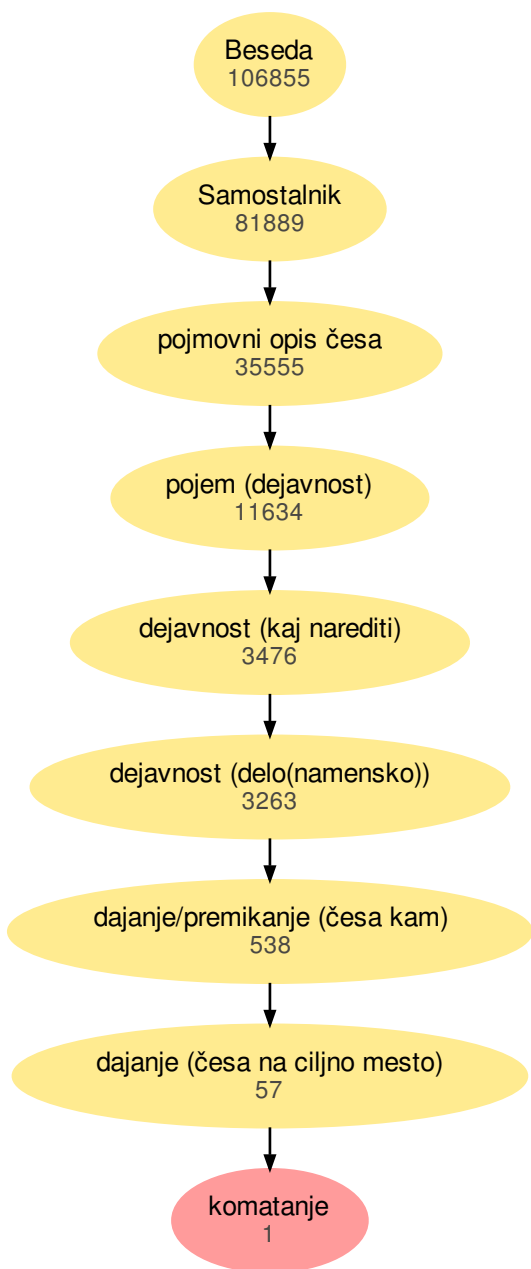 Beseda
106855
Samostalnik
81889
pojmovni opis česa
35555
pojem (dejavnost)
11634
dejavnost (kaj narediti)
3476
dejavnost (delo(namensko))
3263
dajanje/premikanje (česa kam)
538
dajanje (česa na ciljno mesto)
57
komatanje
1